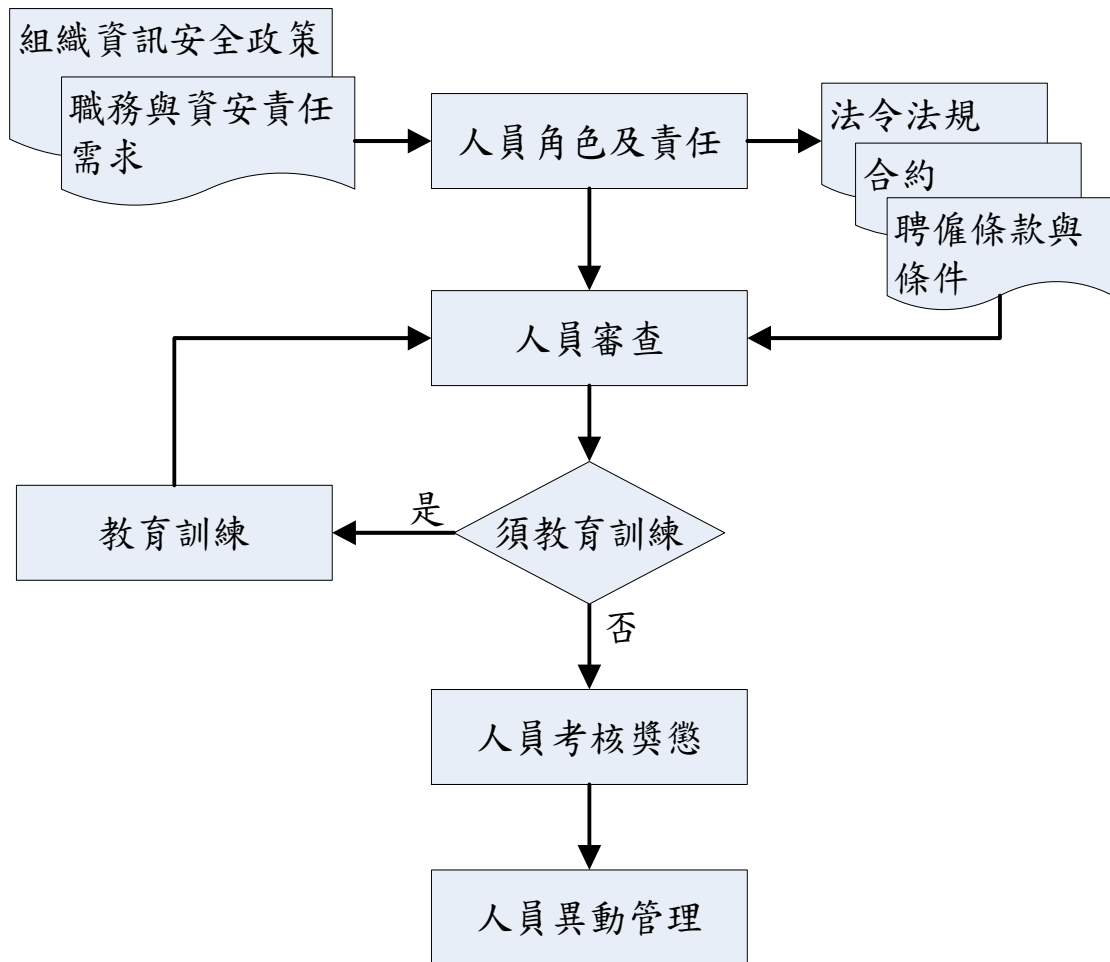 組織資訊安全政策
職務與資安責任
需求
人員角色及責任
法令法規
合約
聘僱條款與
條件
人員審查
教育訓練
是
須教育訓練
否
人員考核獎懲
人員異動管理